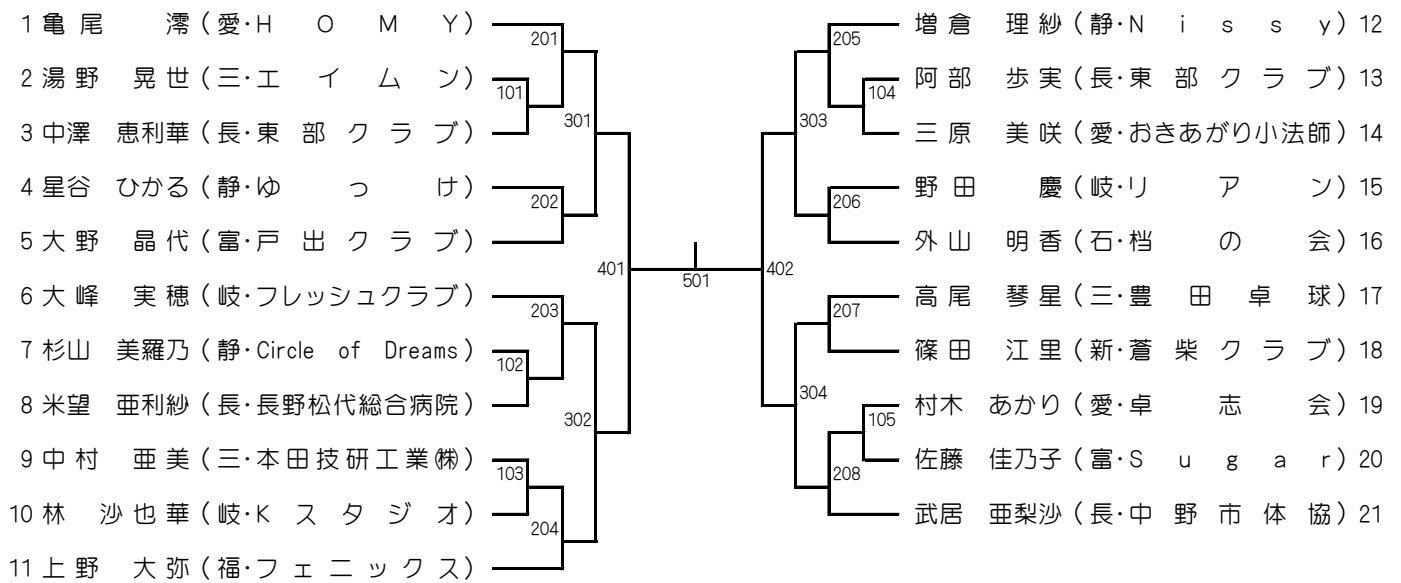 1 亀尾 澪（愛・HOMY）
2 湯野 晃世（三・エイムン）
3 中澤 恵利華（長・東部クラブ）
4 星谷 ひかる（静・ゆっけ）
5 大野 晶代（富・戸出クラブ）
6 大峰 実穂（岐・フレッシュクラブ）
7 杉山 美羅乃（静・Circle of Dreams）
8 米望 亜利紗（長・長野松代総合病院）
9 中村 亜美（三・本田技研工業㈱）
10 林 沙也華（岐・Kスタジオ）
11 上野 大弥（福・フェニックス）
201
101
301
202
401
203
102
302
103
204
501
205
104
303
206
402
207
304
105
208
増倉 理紗（静・Nissy）12
阿部 歩実（長・東部クラブ）13
三原 美咲（愛・おきあがり小法師）14
野田 慶（岐・リアン）15
外山 明香（石・档の会）16
高尾 琴星（三・豊田卓球）17
篠田 江里（新・蒼柴クラブ）18
村木 あかり（愛・卓志会）19
佐藤 佳乃子（富・Sugar）20
武居 亜梨沙（長・中野市体協）21